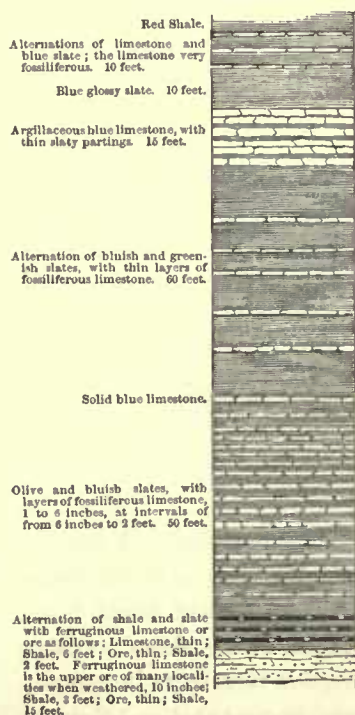 Red Shale.
Alternations of limestone and
blue slate; the limestone very
fossiliferous. 10 feet.
Blue glossy slate. 10 feet.
Argillaceous blue limestone, with
thin slaty partings. 15 feet.
Alternation of bluish and green-
ish slates, with thin layers of
fossiliferous limestone. 60 feet.
Solid blue limestone.
Olive and bluish slates, with
layers of fossiliferous limestone,
1 to 6 inches, at intervals of
from 6 inches to 2 feet. 50 feet.
Alternation of shale and slate
with ferruginous limestone or
ore as follows; Limestone, thin;
Shale, 6 feet; Ore, thin; Shale,
2 feet. Ferruginous limestone
is the upper ore of many locali-
ties when weathered, 10 inches;
Shale, 3 feet; Ore, thin; Shale,
15 feet.